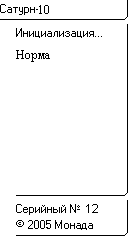 Сатурн-10
Инициализация...
Норма
Серийный № 12
© 2005 Монада